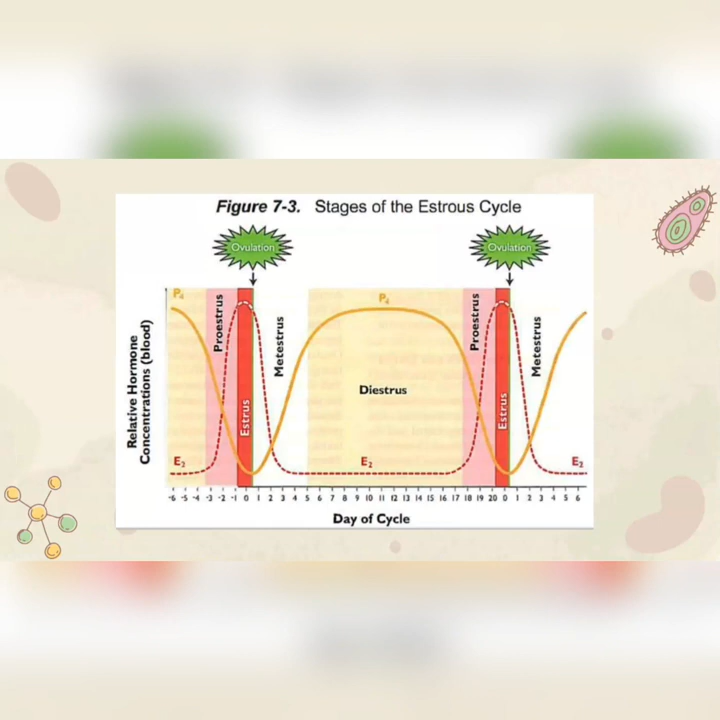 Figure 7-3. Stages of the Estrous Cycle
Ovulation
Ovulation
P4
P4
Proestrus
Estrus
Metestrus
Diestrus
Proestrus
Estrus
Metestrus
E2
E2
E2
Relative Hormone
Concentrations (blood)
-6 -5 -4 -3 -2 -1 0 1 2 3 4 5 6 7 8 9 10 11 12 13 14 15 16 17 18 19 20 0 1 2 3 4 5 6
Day of Cycle